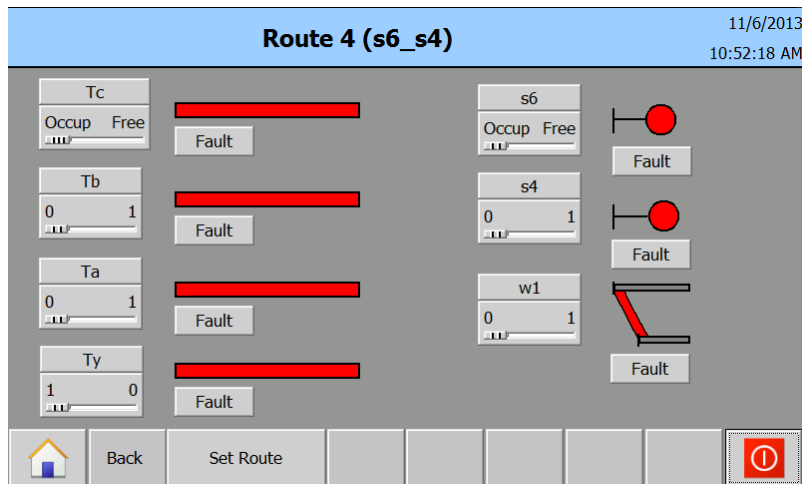 Route 4 (s6_s4)
11/6/2013
10:52:18 AM
Tc
Occup Free
Fault
s6
Occup Free
Fault
Tb
0 1
Fault
s4
0 1
Fault
Ta
0 1
Fault
w1
0 1
Fault
Ty
1 0
Fault
Back
Set Route